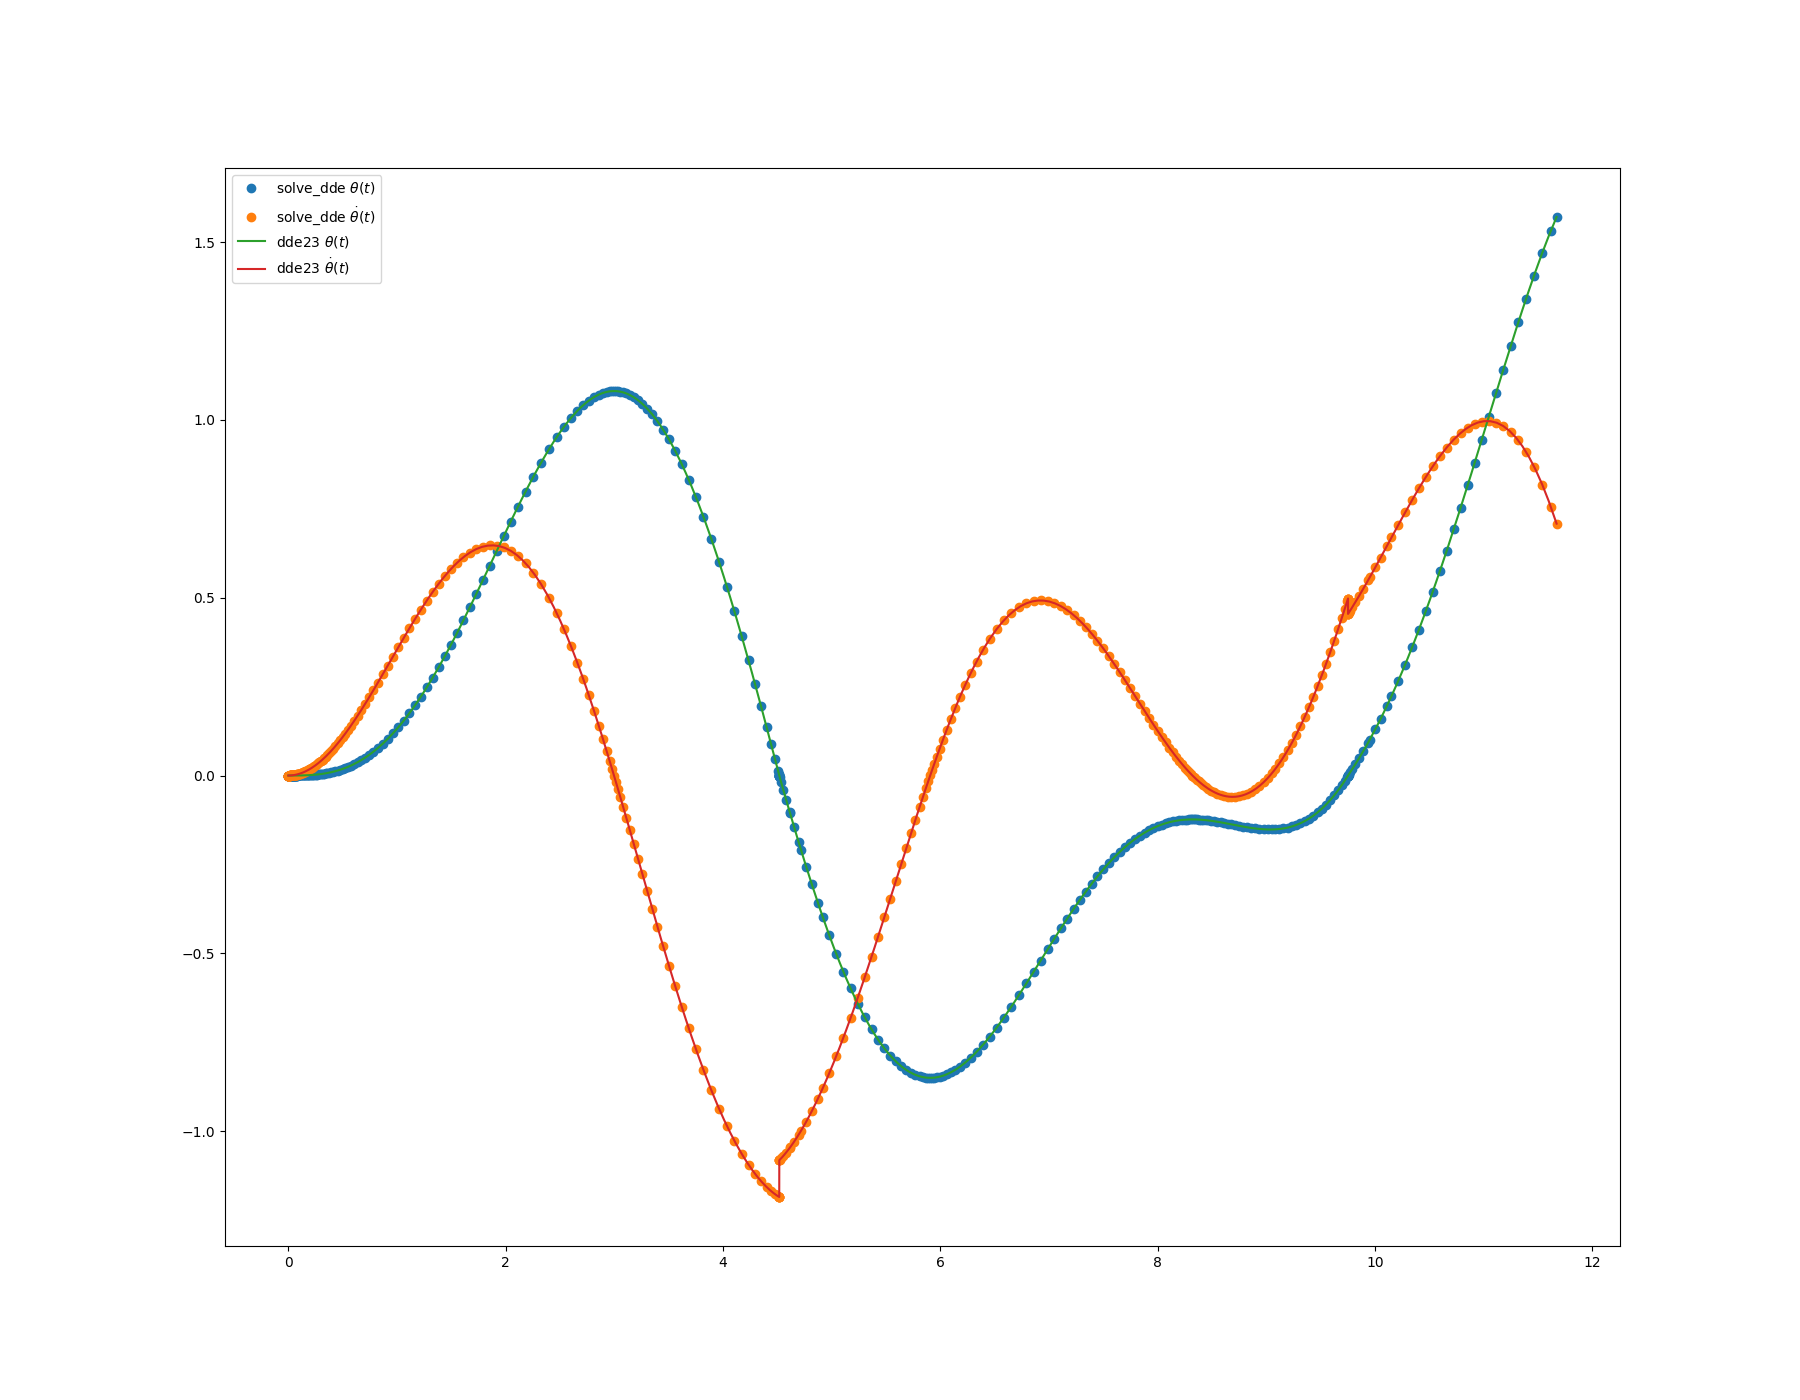 solve_dde θ(t)
solve_dde θ̇(t)
dde23 θ(t)
dde23 θ̇(t)
1.5
1.0
0.5
0.0
−0.5
−1.0
0 2 4 6 8 10 12